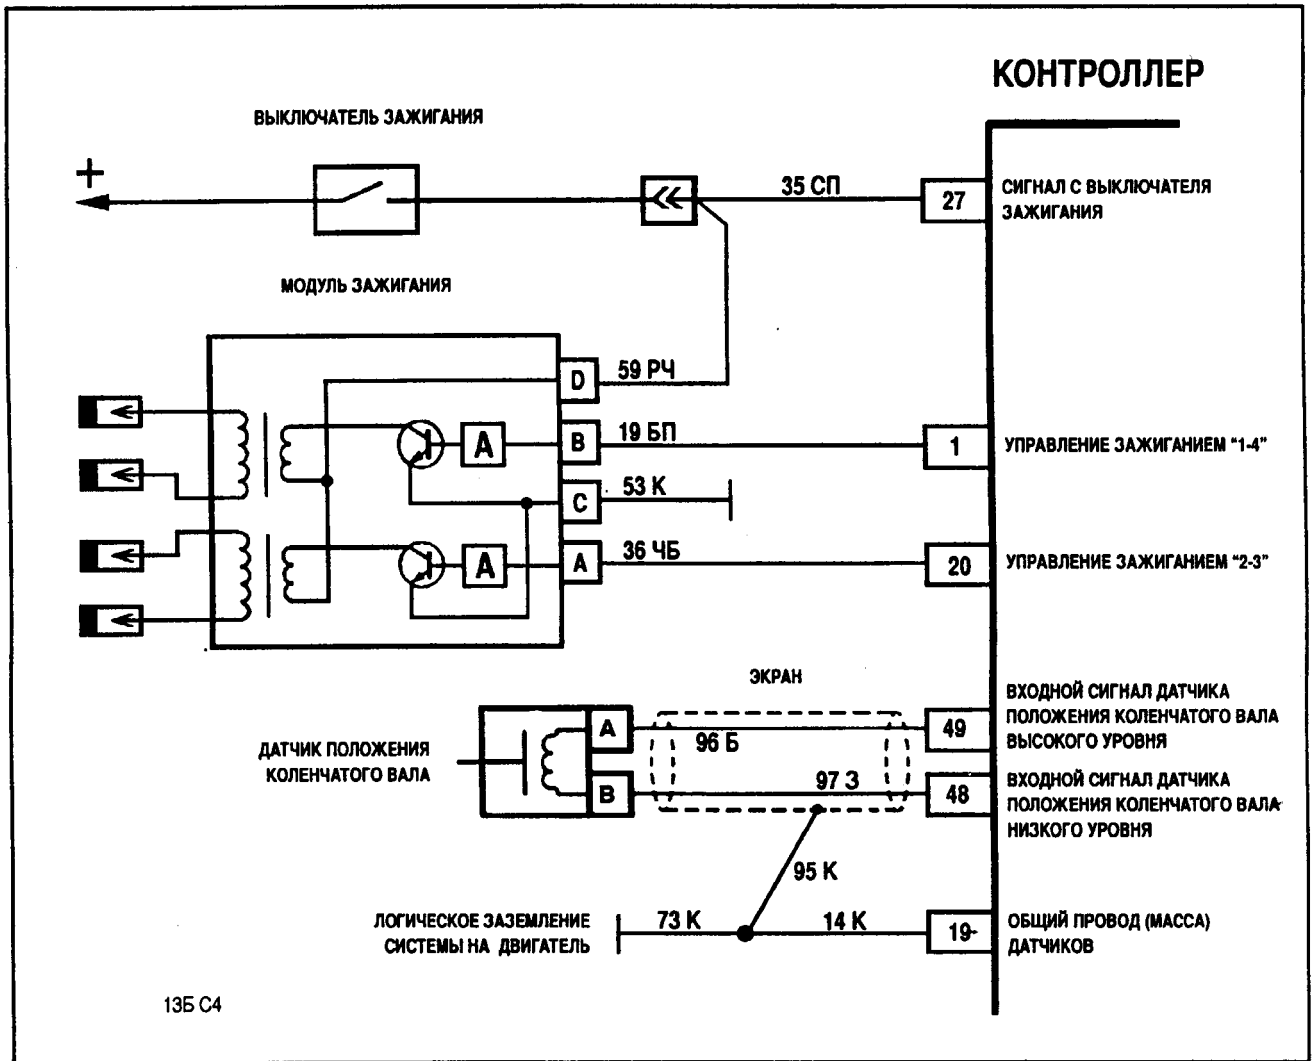 КОНТРОЛЛЕР
ВЫКЛЮЧАТЕЛЬ ЗАЖИГАНИЯ
+
35 СП
27
СИГНАЛ С ВЫКЛЮЧАТЕЛЯ
ЗАЖИГАНИЯ
МОДУЛЬ ЗАЖИГАНИЯ
D
59 РЧ
A
B
19 БП
1
УПРАВЛЕНИЕ ЗАЖИГАНИЕМ "1-4"
C
53 К
A
A
36 ЧБ
20
УПРАВЛЕНИЕ ЗАЖИГАНИЕМ "2-3"
ЭКРАН
ДАТЧИК ПОЛОЖЕНИЯ
КОЛЕНЧАТОГО ВАЛА
A
96 Б
49
ВХОДНОЙ СИГНАЛ ДАТЧИКА
ПОЛОЖЕНИЯ КОЛЕНЧАТОГО ВАЛА
ВЫСОКОГО УРОВНЯ
B
97 З
48
ВХОДНОЙ СИГНАЛ ДАТЧИКА
ПОЛОЖЕНИЯ КОЛЕНЧАТОГО ВАЛА
НИЗКОГО УРОВНЯ
95 К
ЛОГИЧЕСКОЕ ЗАЗЕМЛЕНИЕ
СИСТЕМЫ НА ДВИГАТЕЛЬ
73 К
14 К
19
ОБЩИЙ ПРОВОД (МАССА)
ДАТЧИКОВ
13Б С4